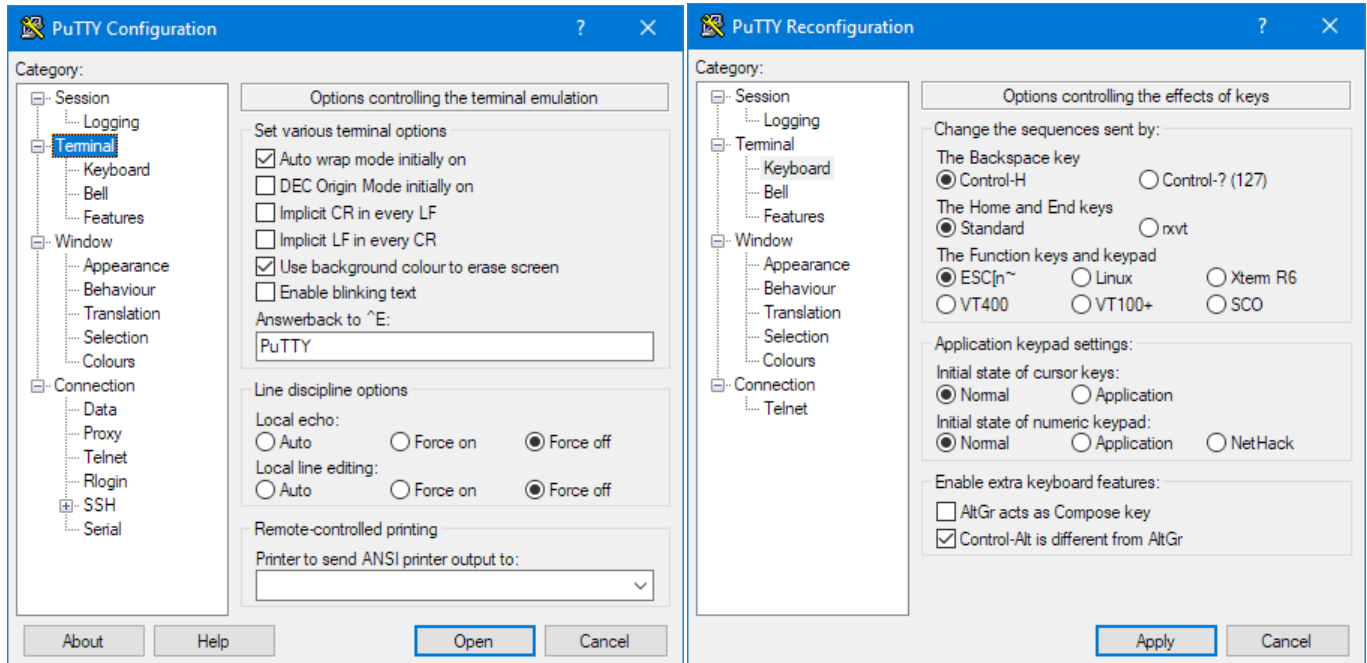 PuTTY Configuration
Category:
Session
Logging
Terminal
Keyboard
Bell
Features
Window
Appearance
Behaviour
Translation
Selection
Colours
Connection
Data
Proxy
Telnet
Rlogin
SSH
Serial
Options controlling the terminal emulation
Set various terminal options
Auto wrap mode initially on
DEC Origin Mode initially on
Implicit CR in every LF
Implicit LF in every CR
Use background colour to erase screen
Enable blinking text
Answerback to ^E:
PuTTY
Line discipline options
Local echo:
Auto Force on Force off
Local line editing:
Auto Force on Force off
Remote-controlled printing
Printer to send ANSI printer output to:
About Help Open Cancel
PuTTY Reconfiguration
Category:
Session
Logging
Terminal
Keyboard
Bell
Features
Window
Appearance
Behaviour
Translation
Selection
Colours
Connection
Telnet
Options controlling the effects of keys
Change the sequences sent by:
The Backspace key
Control-H Control-? (127)
The Home and End keys
Standard rxvt
The Function keys and keypad
ESC[n~ Linux Xterm R6
VT400 VT100+ SCO
Application keypad settings:
Initial state of cursor keys:
Normal Application
Initial state of numeric keypad:
Normal Application NetHack
Enable extra keyboard features:
AltGr acts as Compose key
Control-Alt is different from AltGr
Apply Cancel